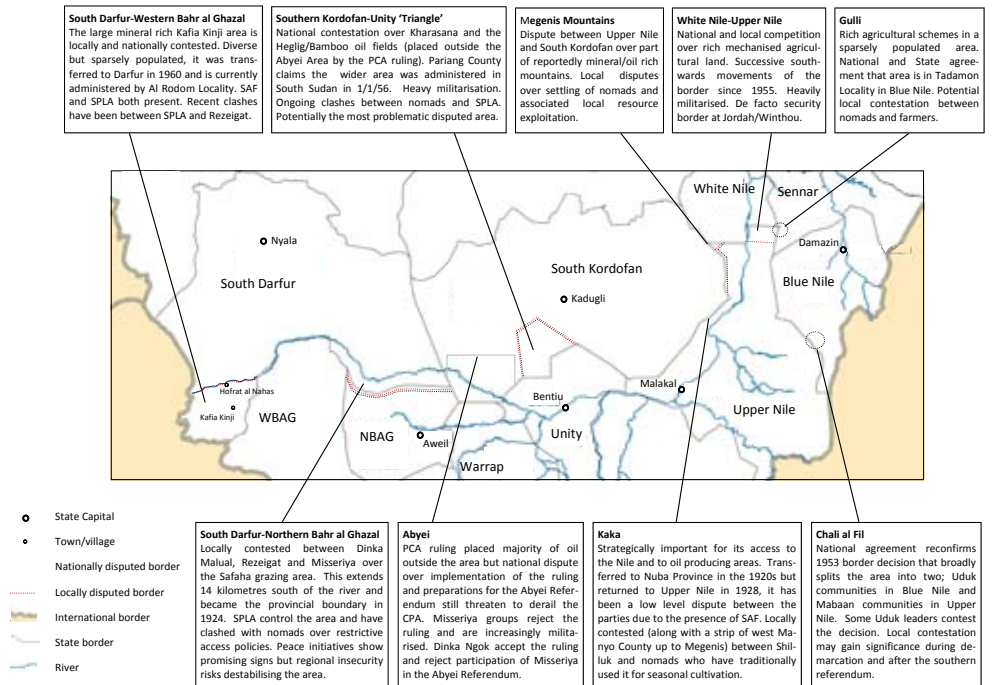 South Darfur-Western Bahr al Ghazal
The large mineral rich Kafia Kinji area is
locally and nationally contested. Diverse
but sparsely populated, it was trans-
ferred to Darfur in 1960 and is currently
administered by Al Rodom Locality. SAF
and SPLA both present. Recent clashes
have been between SPLA and Rezeigat.
Southern Kordofan-Unity ‘Triangle’
National contestation over Kharasana and the
Heglig/Bamboo oil fields (placed outside the
Abyei Area by the PCA ruling). Pariang County
claims the wider area was administered in
South Sudan in 1/1/56. Heavy militarisation.
Ongoing clashes between nomads and SPLA.
Potentially the most problematic disputed area.
Megenis Mountains
Dispute between Upper Nile
and South Kordofan over part
of reportedly mineral/oil rich
mountains. Local disputes
over settling of nomads and
associated local resource
exploitation.
White Nile-Upper Nile
National and local competition
over rich mechanised agricul-
tural land. Successive south-
wards movements of the
border since 1955. Heavily
militarised. De facto security
border at Jordah/Winthou.
Gulli
Rich agricultural schemes in a
sparsely populated area.
National and State agree-
ment that area is in Tadamon
Locality in Blue Nile. Potential
local contestation between
nomads and farmers.
White Nile
Sennar
Nyala
Damazin
South Darfur
South Kordofan
Blue Nile
Kadugli
Hofrat al Nahas
Kafia Kinji
WBAG
NBAG
Aweil
Warrap
Bentiu
Unity
Malakal
Upper Nile
State Capital
Town/village
Nationally disputed border
Locally disputed border
International border
State border
River
South Darfur-Northern Bahr al Ghazal
Locally contested between Dinka
Malual, Rezeigat and Misseriya over
the Safaha grazing area. This extends
14 kilometres south of the river and
became the provincial boundary in
1924. SPLA control the area and have
clashed with nomads over restrictive
access policies. Peace initiatives show
promising signs but regional insecurity
risks destabilising the area.
Abyei
PCA ruling placed majority of oil
outside the area but national dispute
over implementation of the ruling
and preparations for the Abyei Refer-
endum still threaten to derail the
CPA. Misseriya groups reject the
ruling and are increasingly milita-
rised. Dinka Ngok accept the ruling
and reject participation of Misseriya
in the Abyei Referendum.
Kaka
Strategically important for its access to
the Nile and to oil producing areas. Trans-
ferred to Nuba Province in the 1920s but
returned to Upper Nile in 1928, it has
been a low level dispute between the
parties due to the presence of SAF. Locally
contested (along with a strip of west Ma-
nyo County up to Megenis) between Shil-
luk and nomads who have traditionally
used it for seasonal cultivation.
Chali al Fil
National agreement reconfirms
1953 border decision that broadly
splits the area into two; Uduk
communities in Blue Nile and
Mabaan communities in Upper
Nile. Some Uduk leaders contest
the decision. Local contestation
may gain significance during de-
marcation and after the southern
referendum.